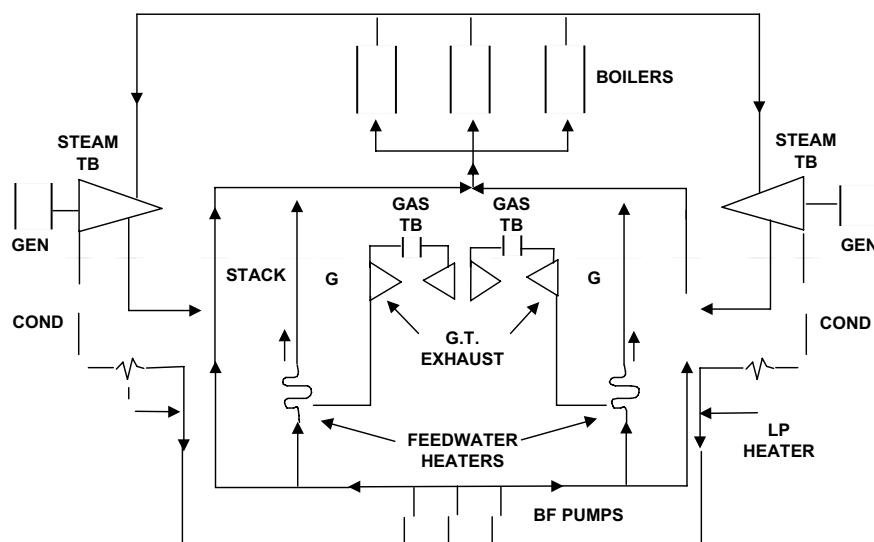 BOILERS
STEAM
TB
STEAM
TB
GAS
TB
GAS
TB
GEN
GEN
STACK
G
G
COND
COND
G.T.
EXHAUST
FEEDWATER
HEATERS
LP
HEATER
BF PUMPS